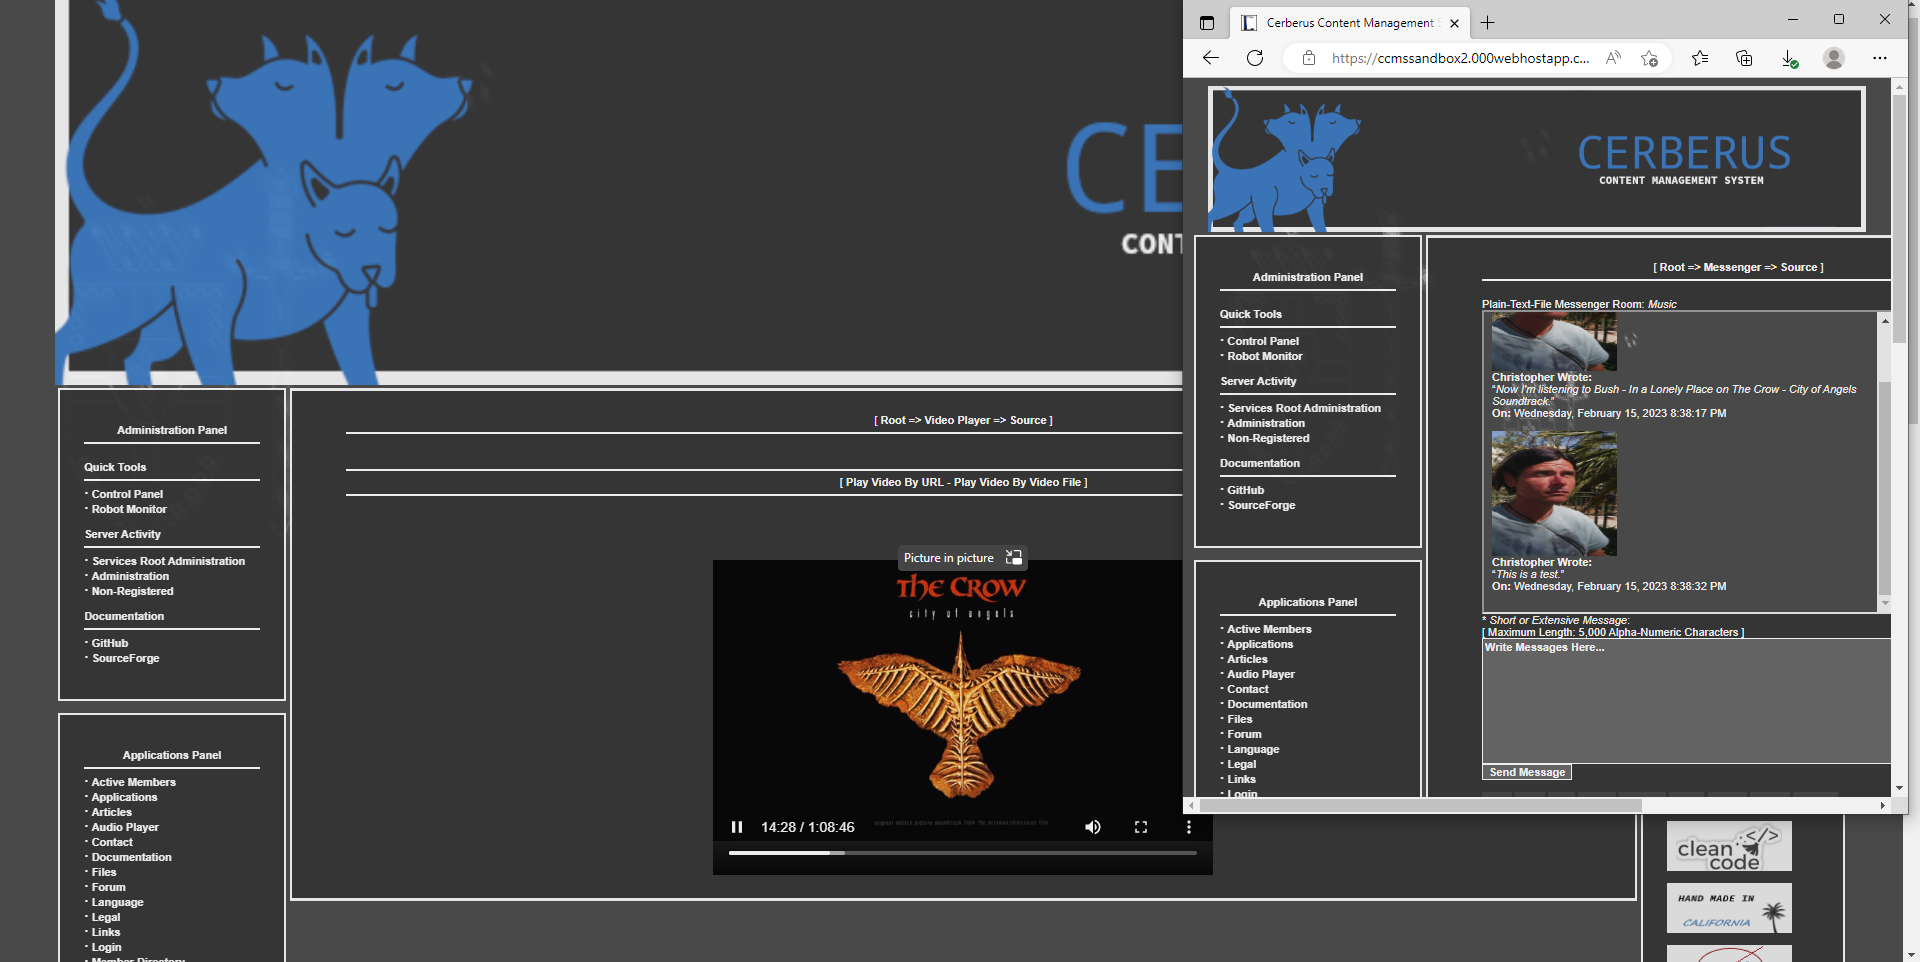 CE
CONT
Administration Panel
Quick Tools
· Control Panel
· Robot Monitor
Server Activity
· Services Root Administration
· Administration
· Non-Registered
Documentation
· GitHub
· SourceForge
Applications Panel
· Active Members
· Applications
· Articles
· Audio Player
· Contact
· Documentation
· Files
· Forum
· Language
· Legal
· Links
· Login
· Member Directory
[ Root => Video Player => Source ]
[ Play Video By URL - Play Video By Video File ]
Picture in picture
THE CROW
city of angels
14:28 / 1:08:46
Cerberus Content Management S
https://ccmssandbox2.000webhostapp.c...
CERBERUS
CONTENT MANAGEMENT SYSTEM
Administration Panel
Quick Tools
· Control Panel
· Robot Monitor
Server Activity
· Services Root Administration
· Administration
· Non-Registered
Documentation
· GitHub
· SourceForge
Applications Panel
· Active Members
· Applications
· Articles
· Audio Player
· Contact
· Documentation
· Files
· Forum
· Language
· Legal
· Links
· Login
[ Root => Messenger => Source ]
Plain-Text-File Messenger Room: Music
Christopher Wrote:
"Now I'm listening to Bush - In a Lonely Place on The Crow - City of Angels
Soundtrack."
On: Wednesday, February 15, 2023 8:38:17 PM
Christopher Wrote:
"This is a test."
On: Wednesday, February 15, 2023 8:38:32 PM
* Short or Extensive Message:
[ Maximum Length: 5,000 Alpha-Numeric Characters ]
Write Messages Here...
Send Message
clean </>
code
HAND MADE IN
CALIFORNIA